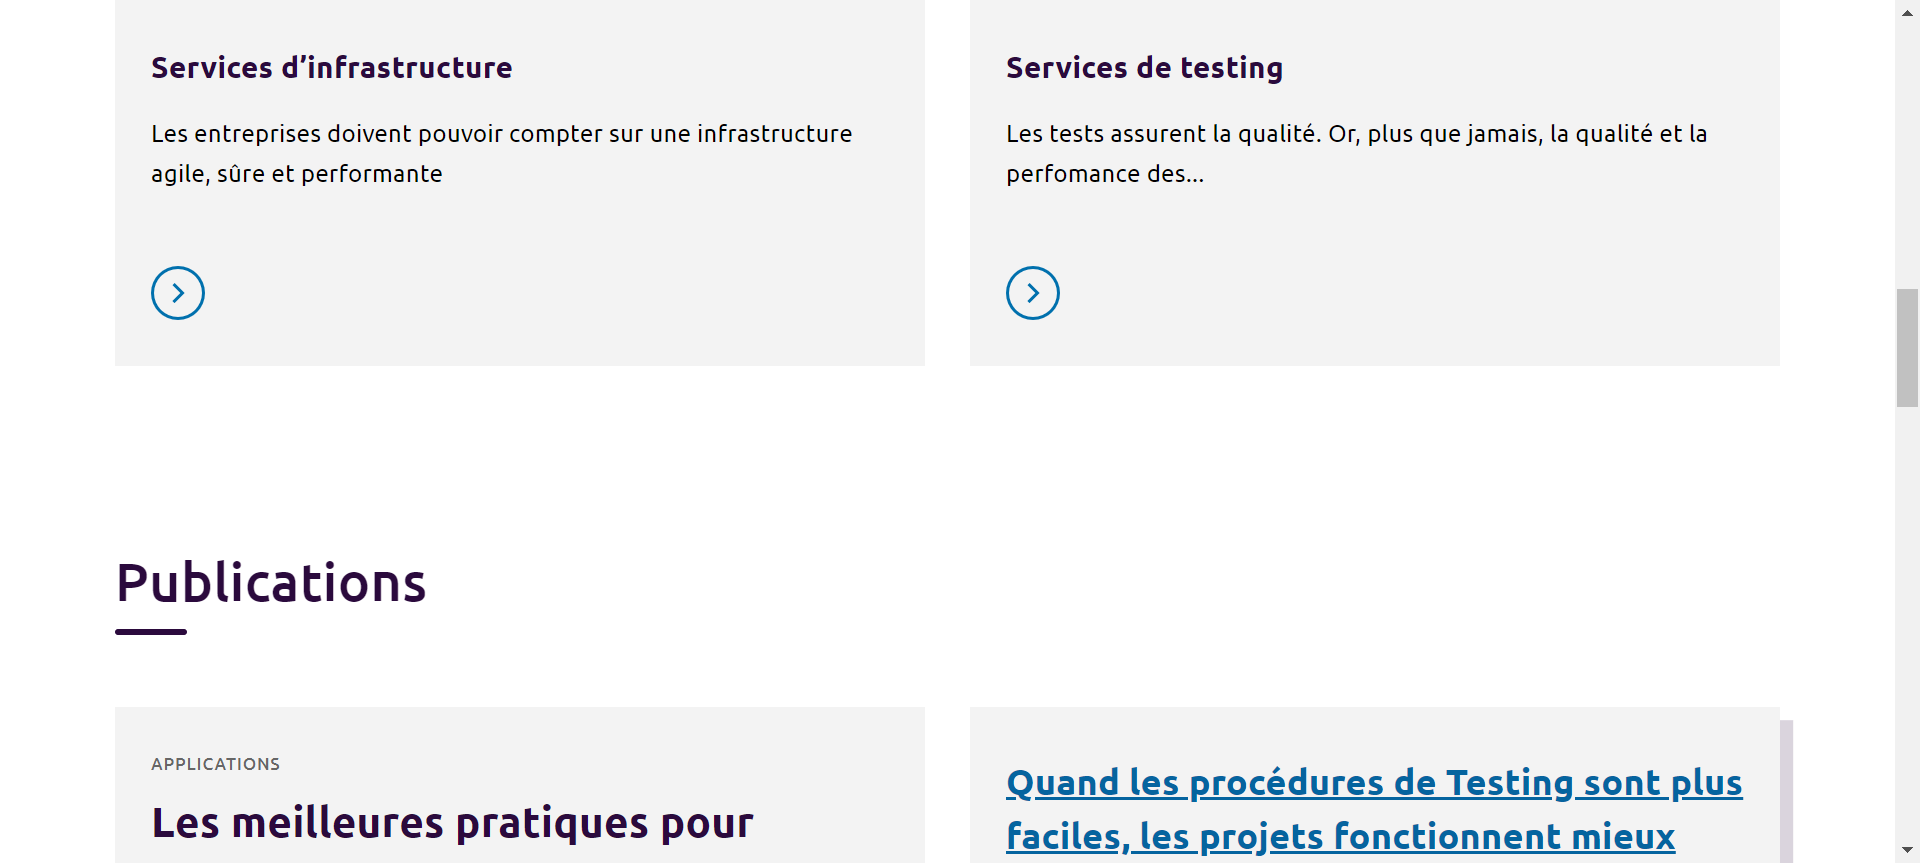 Services d’infrastructure
Les entreprises doivent pouvoir compter sur une infrastructure
agile, sûre et performante
Services de testing
Les tests assurent la qualité. Or, plus que jamais, la qualité et la
perfomance des...
Publications
APPLICATIONS
Les meilleures pratiques pour
Quand les procédures de Testing sont plus
faciles, les projets fonctionnent mieux